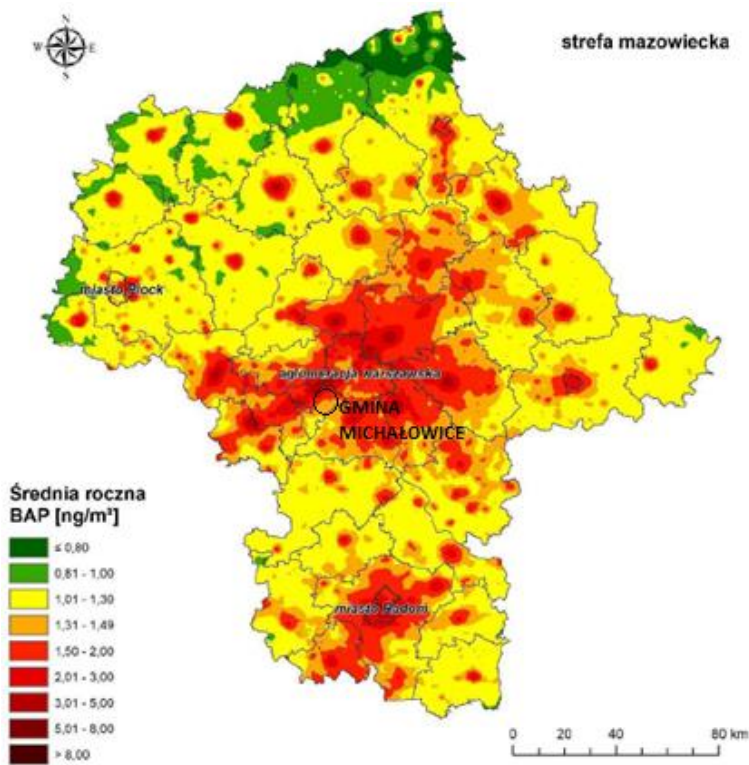 N
W E
S
strefa mazowiecka
miasto Płock
aglomeracja warszawska
GMINA
MICHAŁOWICE
miasto Radom
Średnia roczna
BAP [ng/m³]
≤ 0,80
0,81 - 1,00
1,01 - 1,30
1,31 - 1,49
1,50 - 2,00
2,01 - 3,00
3,01 - 5,00
5,01 - 8,00
> 8,00
0 20 40 80 km